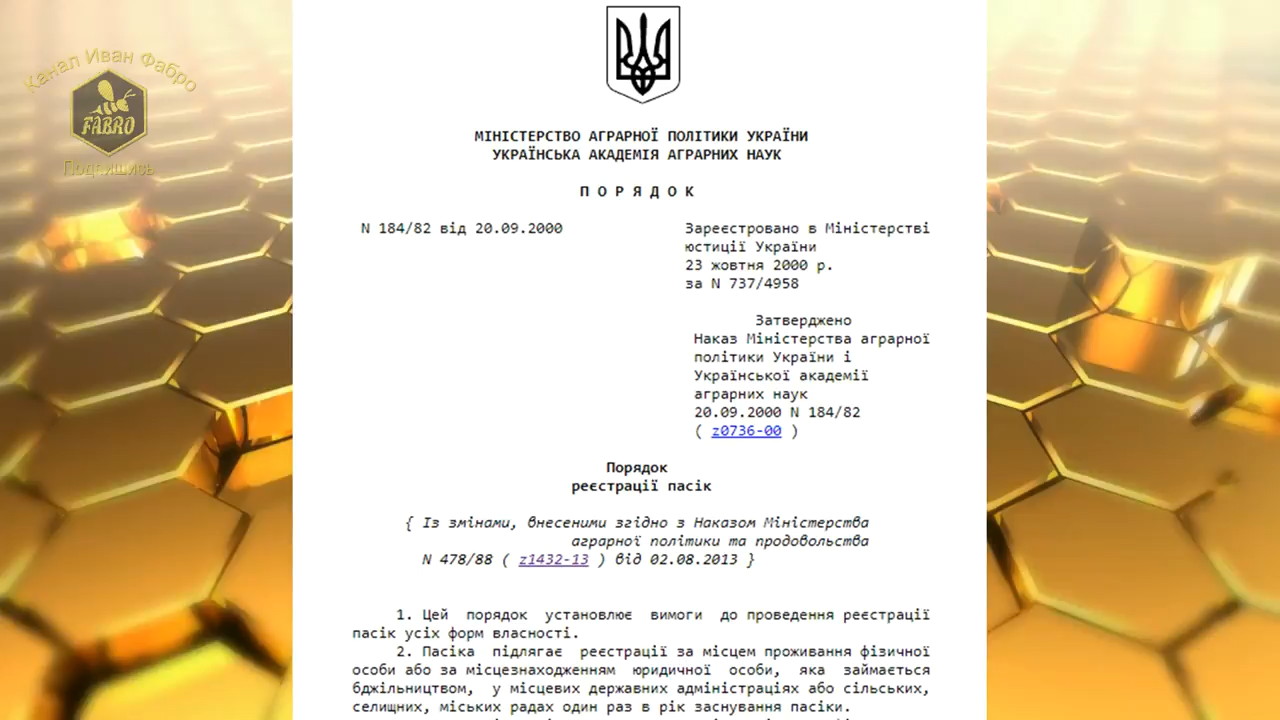 Канал Иван Фабро
FABRO
Подпишись
МІНІСТЕРСТВО АГРАРНОЇ ПОЛІТИКИ УКРАЇНИ
УКРАЇНСЬКА АКАДЕМІЯ АГРАРНИХ НАУК
П О Р Я Д О К
N 184/82 від 20.09.2000
Зареєстровано в Міністерстві
юстиції України
23 жовтня 2000 р.
за N 737/4958
Затверджено
Наказ Міністерства аграрної
політики України і
Української академії
аграрних наук
20.09.2000 N 184/82
( z0736-00 )
Порядок
реєстрації пасік
{ Із змінами, внесеними згідно з Наказом Міністерства
аграрної політики та продовольства
N 478/88 ( z1432-13 ) від 02.08.2013 }
1. Цей порядок установлює вимоги до проведення реєстрації
пасік усіх форм власності.
2. Пасіка підлягає реєстрації за місцем проживання фізичної
особи або за місцезнаходженням юридичної особи, яка займається
бджільництвом, у місцевих державних адміністраціях або сільських,
селищних, міських радах один раз в рік заснування пасіки.